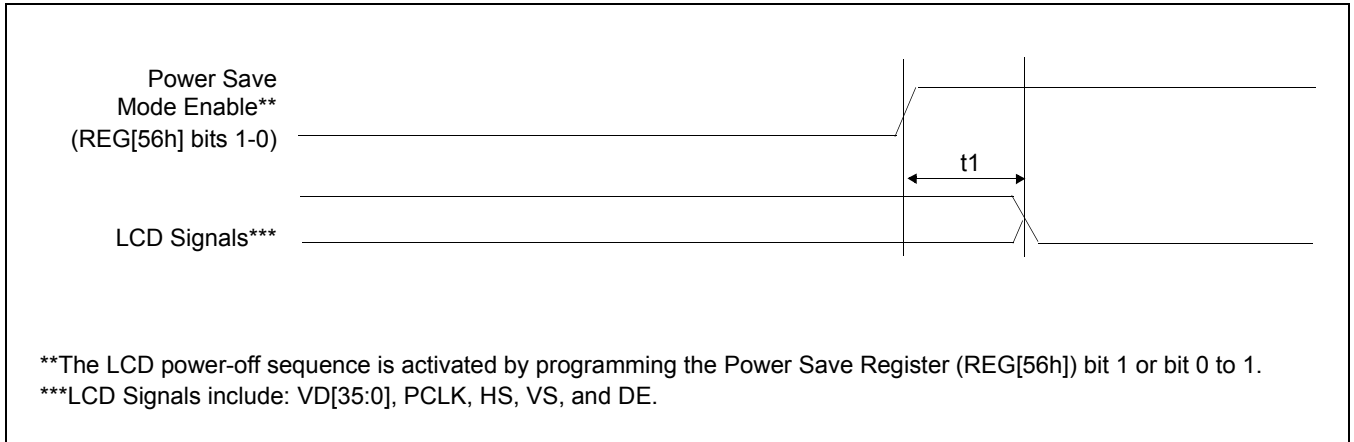 Power Save
Mode Enable**
(REG[56h] bits 1-0)
t1
LCD Signals***
**The LCD power-off sequence is activated by programming the Power Save Register (REG[56h]) bit 1 or bit 0 to 1.
***LCD Signals include: VD[35:0], PCLK, HS, VS, and DE.